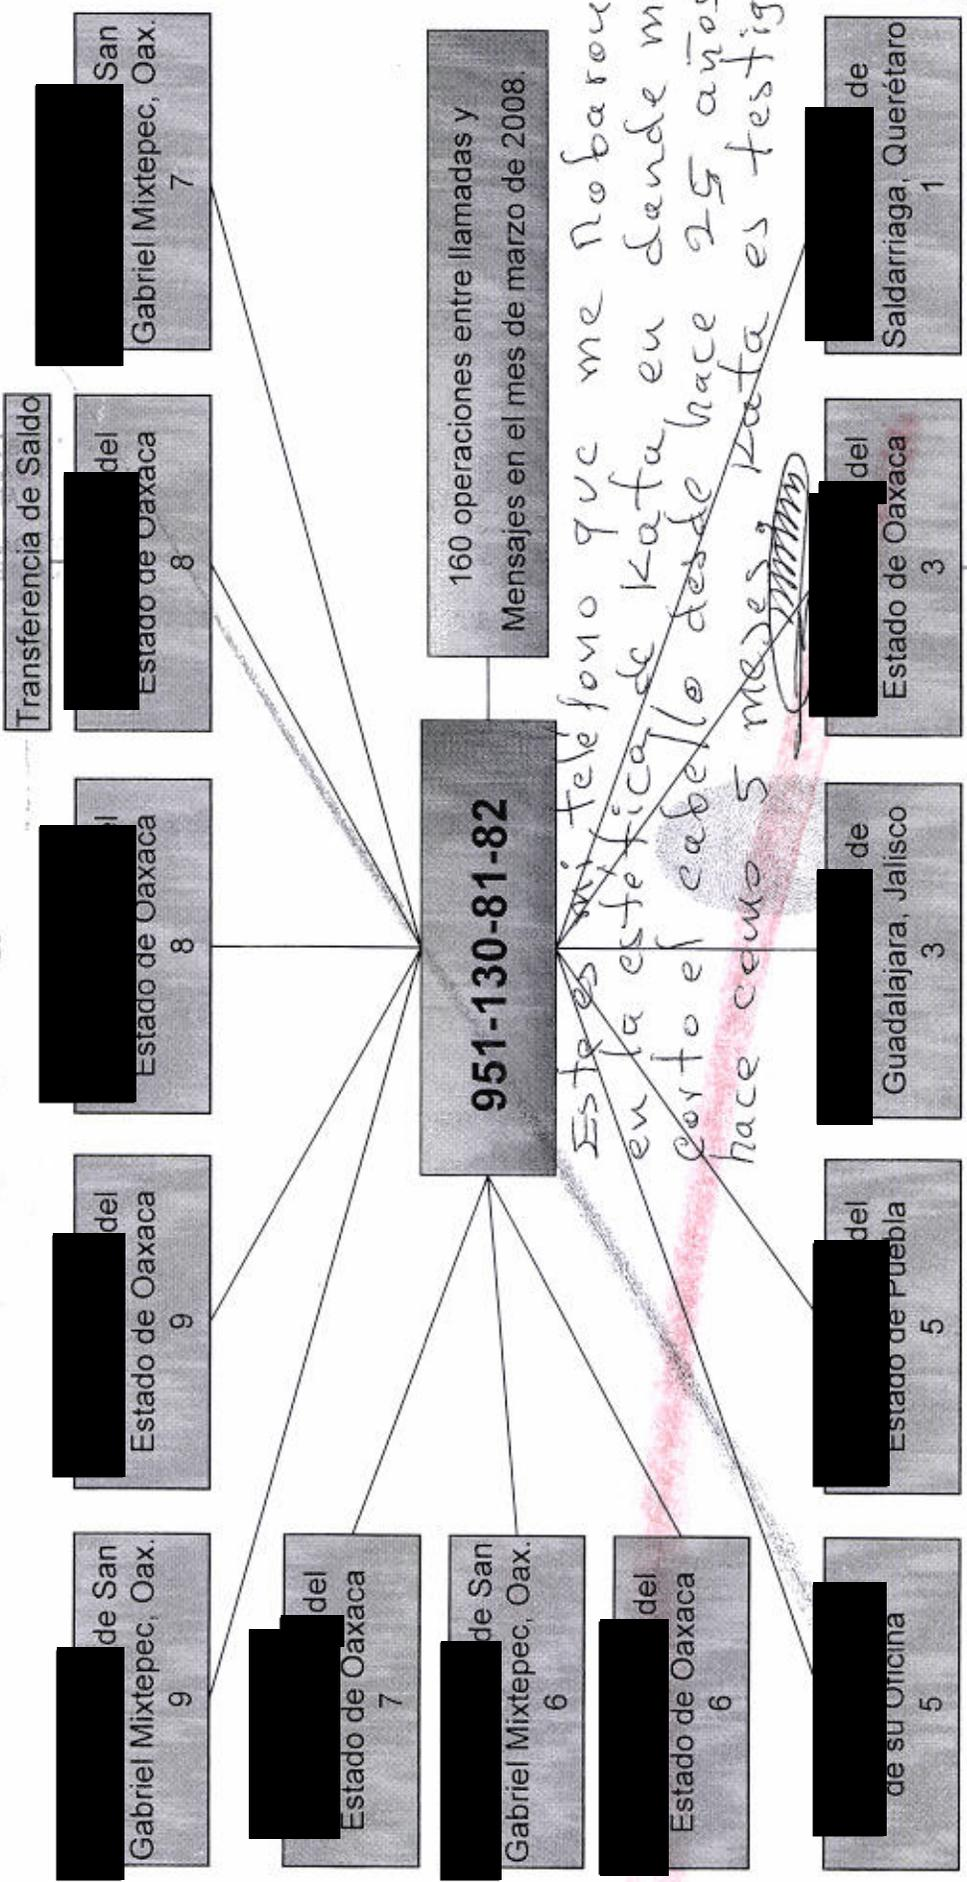 Transferencia de Saldo
de San
Gabriel Mixtepec, Oax.
9
del
Estado de Oaxaca
9
Estado de Oaxaca
8
del
Estado de Oaxaca
8
San
Gabriel Mixtepec, Oax.
7
del
Estado de Oaxaca
7
de San
Gabriel Mixtepec, Oax.
6
del
Estado de Oaxaca
6
951-130-81-82
160 operaciones entre llamadas y
Mensajes en el mes de marzo de 2008.
Este es mi teléfono que me robaron
en la estetica de Kata en dande m
corto el cabello desde hace 25 años
hace como 5 meses, Kata es testig
de su Oficina
5
del
Estado de Puebla
5
de
Guadalajara, Jalisco
3
del
Estado de Oaxaca
3
de
Saldarriaga, Querétaro
1